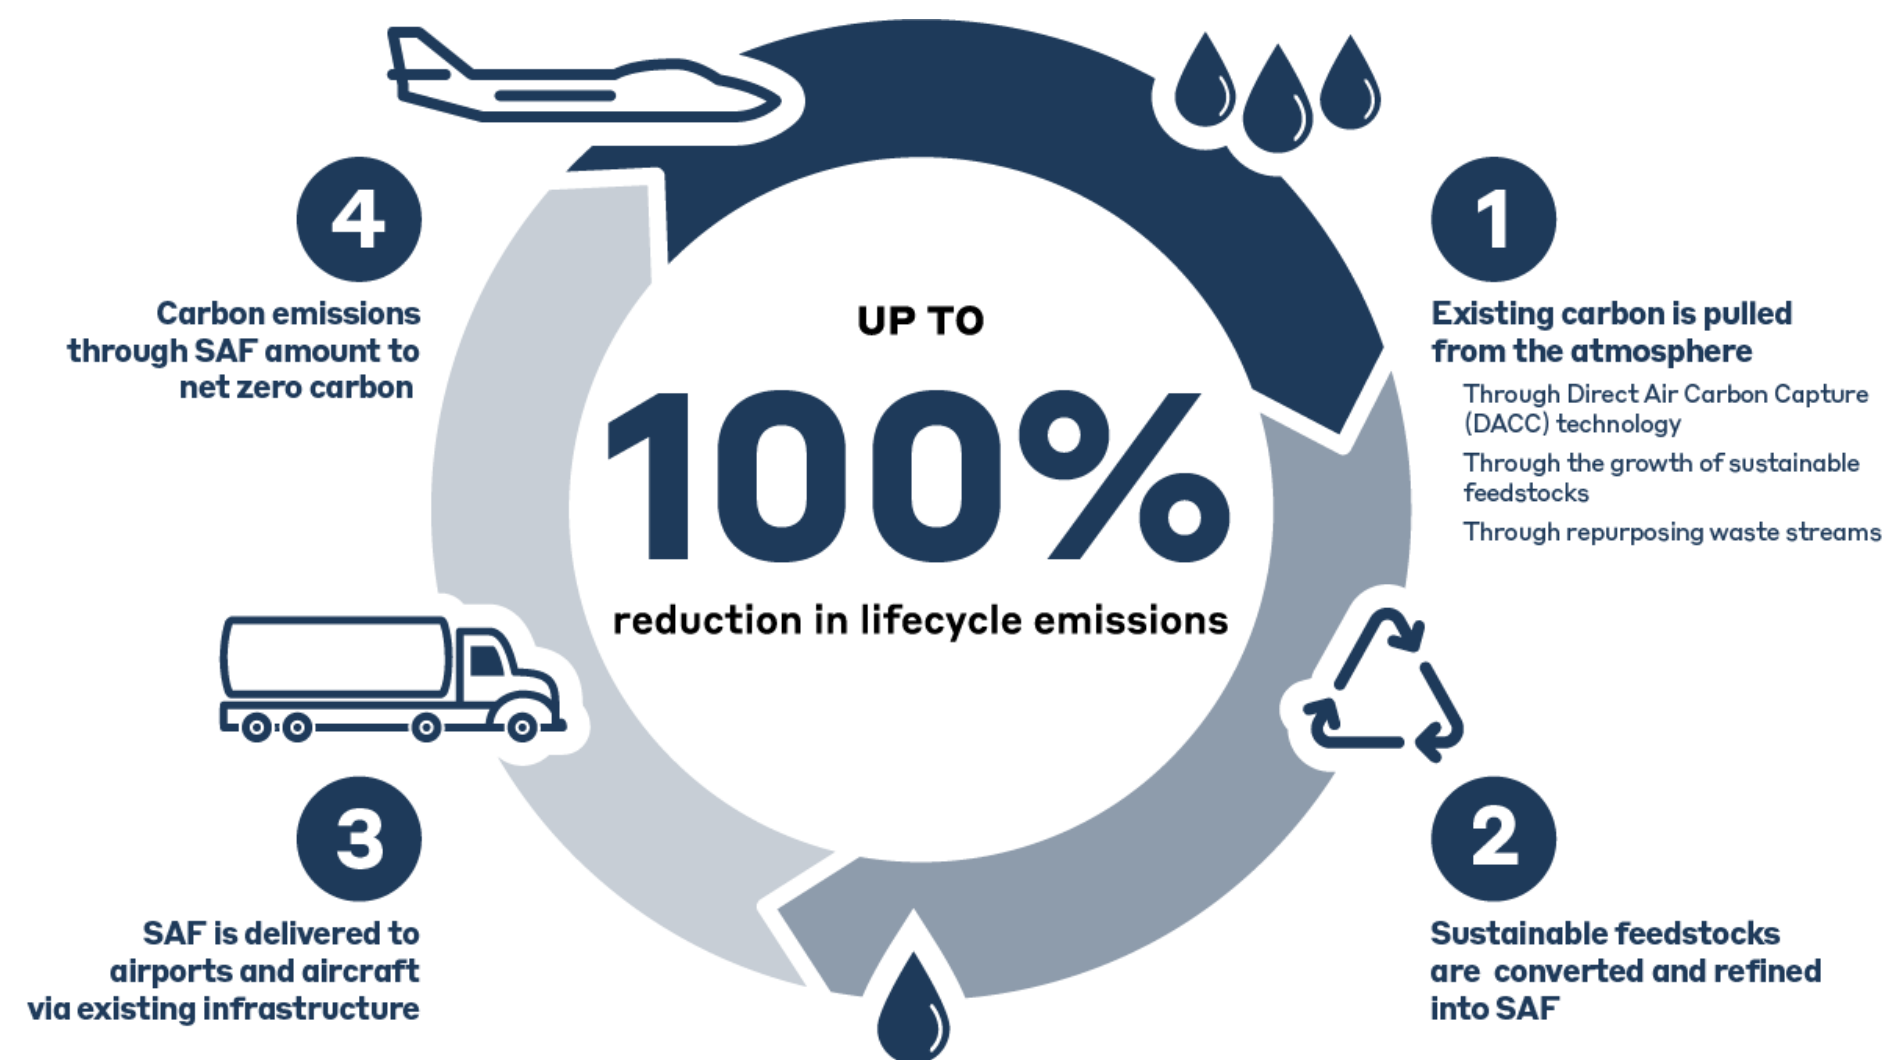 UP TO
100%
reduction in lifecycle emissions
1
Existing carbon is pulled
from the atmosphere
Through Direct Air Carbon Capture
(DACC) technology
Through the growth of sustainable
feedstocks
Through repurposing waste streams
2
Sustainable feedstocks
are converted and refined
into SAF
3
SAF is delivered to
airports and aircraft
via existing infrastructure
4
Carbon emissions
through SAF amount to
net zero carbon